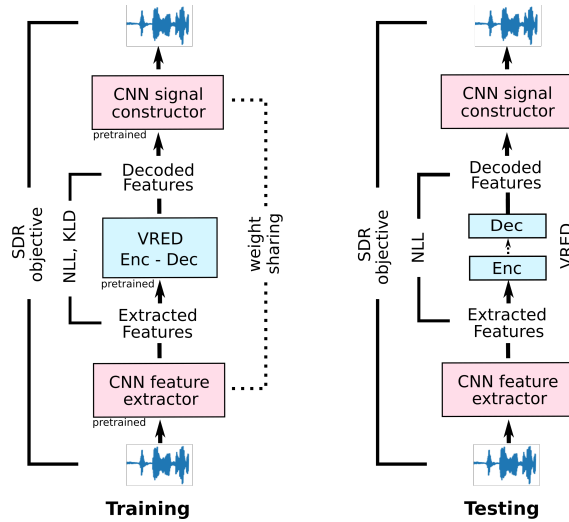 CNN signal
constructor
pretrained
Decoded
Features
SDR
objective
NLL, KLD
VRED
Enc - Dec
pretrained
weight
sharing
Extracted
Features
CNN feature
extractor
pretrained
Training
CNN signal
constructor
Decoded
Features
SDR
objective
NLL
Dec
Enc
VRED
Extracted
Features
CNN feature
extractor
Testing